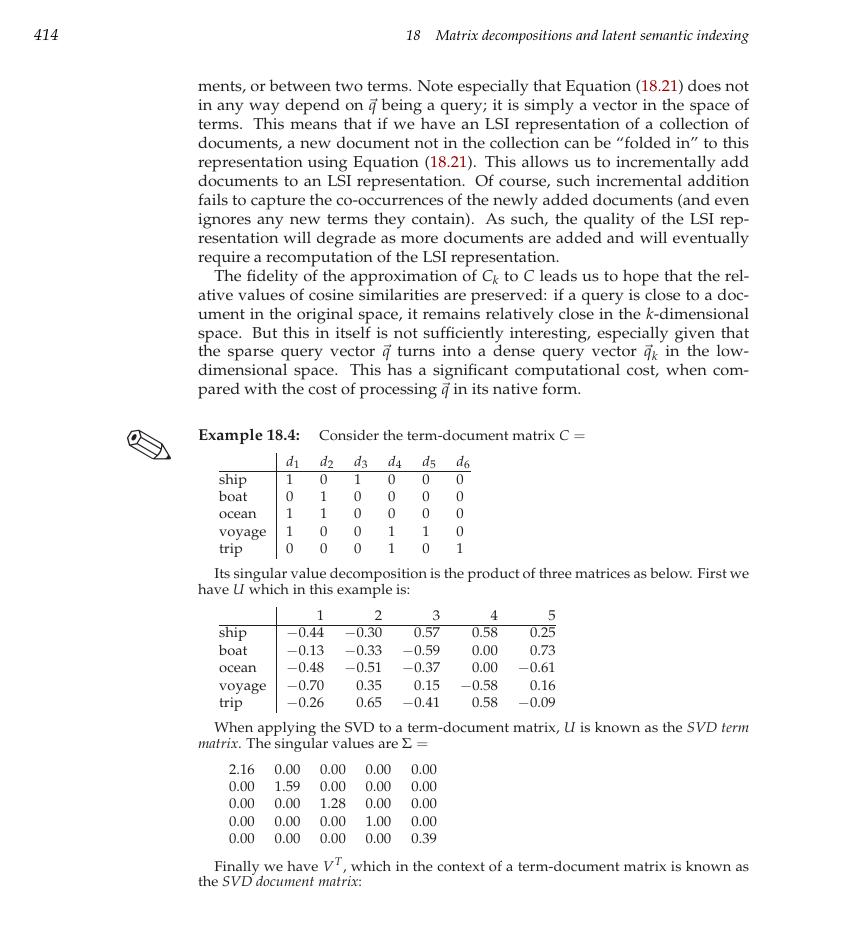 414
18 Matrix decompositions and latent semantic indexing
ments, or between two terms. Note especially that Equation (18.21) does not
in any way depend on q⃗ being a query; it is simply a vector in the space of
terms. This means that if we have an LSI representation of a collection of
documents, a new document not in the collection can be “folded in” to this
representation using Equation (18.21). This allows us to incrementally add
documents to an LSI representation. Of course, such incremental addition
fails to capture the co-occurrences of the newly added documents (and even
ignores any new terms they contain). As such, the quality of the LSI rep-
resentation will degrade as more documents are added and will eventually
require a recomputation of the LSI representation.
The fidelity of the approximation of Cₖ to C leads us to hope that the rel-
ative values of cosine similarities are preserved: if a query is close to a doc-
ument in the original space, it remains relatively close in the k-dimensional
space. But this in itself is not sufficiently interesting, especially given that
the sparse query vector q⃗ turns into a dense query vector q⃗ₖ in the low-
dimensional space. This has a significant computational cost, when com-
pared with the cost of processing q⃗ in its native form.
Example 18.4: Consider the term-document matrix C =
d₁ d₂ d₃ d₄ d₅ d₆
ship 1 0 1 0 0 0
boat 0 1 0 0 0 0
ocean 1 1 0 0 0 0
voyage 1 0 0 1 1 0
trip 0 0 0 1 0 1
Its singular value decomposition is the product of three matrices as below. First we
have U which in this example is:
1 2 3 4 5
ship −0.44 −0.30 0.57 0.58 0.25
boat −0.13 −0.33 −0.59 0.00 0.73
ocean −0.48 −0.51 −0.37 0.00 −0.61
voyage −0.70 0.35 0.15 −0.58 0.16
trip −0.26 0.65 −0.41 0.58 −0.09
When applying the SVD to a term-document matrix, U is known as the SVD term
matrix. The singular values are Σ =
2.16 0.00 0.00 0.00 0.00
0.00 1.59 0.00 0.00 0.00
0.00 0.00 1.28 0.00 0.00
0.00 0.00 0.00 1.00 0.00
0.00 0.00 0.00 0.00 0.39
Finally we have Vᵀ, which in the context of a term-document matrix is known as
the SVD document matrix: